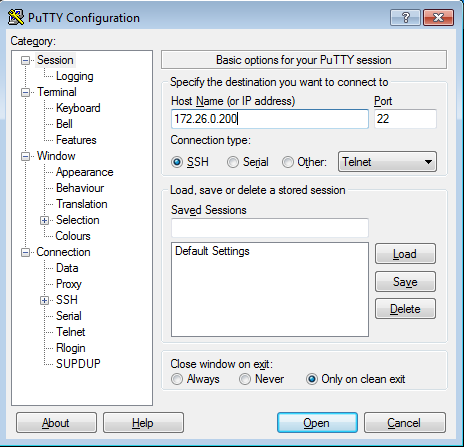 PuTTY Configuration
?
Category:
Session
Logging
Terminal
Keyboard
Bell
Features
Window
Appearance
Behaviour
Translation
Selection
Colours
Connection
Data
Proxy
SSH
Serial
Telnet
Rlogin
SUPDUP
Basic options for your PuTTY session
Specify the destination you want to connect to
Host Name (or IP address) Port
172.26.0.200 22
Connection type:
SSH Serial Other: Telnet
Load, save or delete a stored session
Saved Sessions
Default Settings
Load
Save
Delete
Close window on exit:
Always Never Only on clean exit
About Help Open Cancel